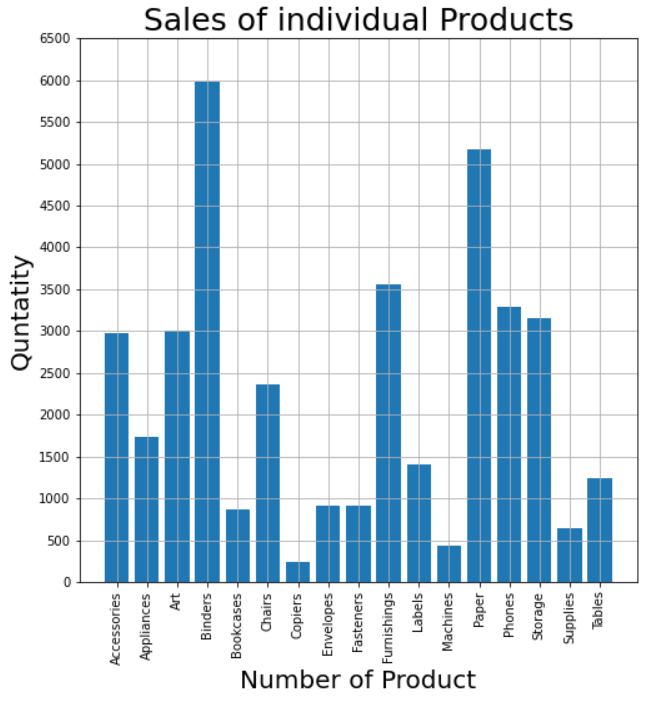 Sales of individual Products
6500
6000
5500
5000
4500
4000
3500
3000
2500
2000
1500
1000
500
0
Quntatity
Accessories
Appliances
Art
Binders
Bookcases
Chairs
Copiers
Envelopes
Fasteners
Furnishings
Labels
Machines
Paper
Phones
Storage
Supplies
Tables
Number of Product